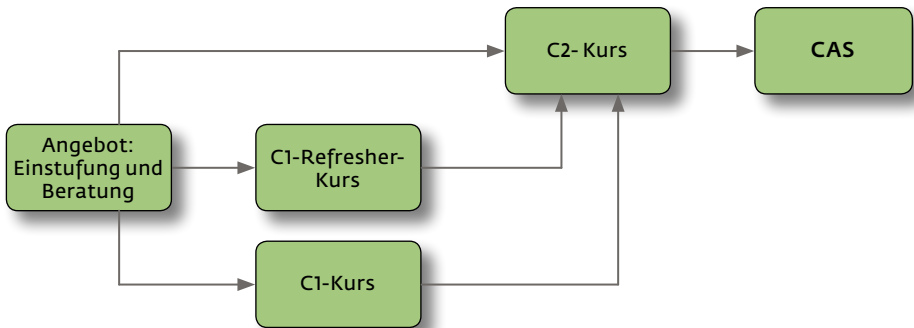 C2- Kurs
CAS
Angebot:
Einstufung und
Beratung
C1-Refresher-
Kurs
C1-Kurs